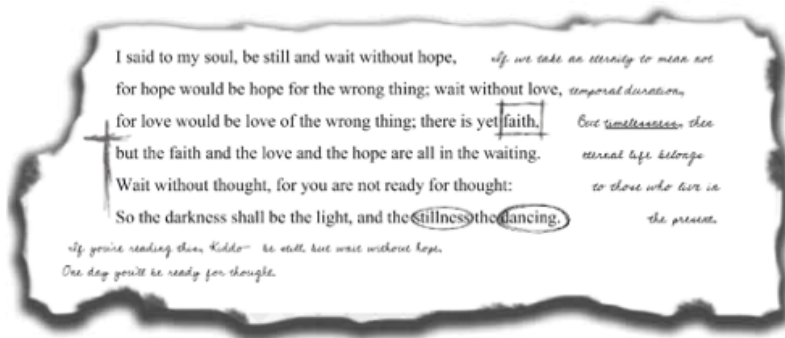 I said to my soul, be still and wait without hope,
for hope would be hope for the wrong thing; wait without love,
for love would be love of the wrong thing; there is yet faith,
but the faith and the love and the hope are all in the waiting.
Wait without thought, for you are not ready for thought:
So the darkness shall be the light, and the stillness the dancing.
If we take an eternity to mean not
temporal duration,
But timelessness, then
eternal life belongs
to those who live in
the present.
If you're reading this, Kiddo- be still, but wait without hope.
One day you'll be ready for thought.